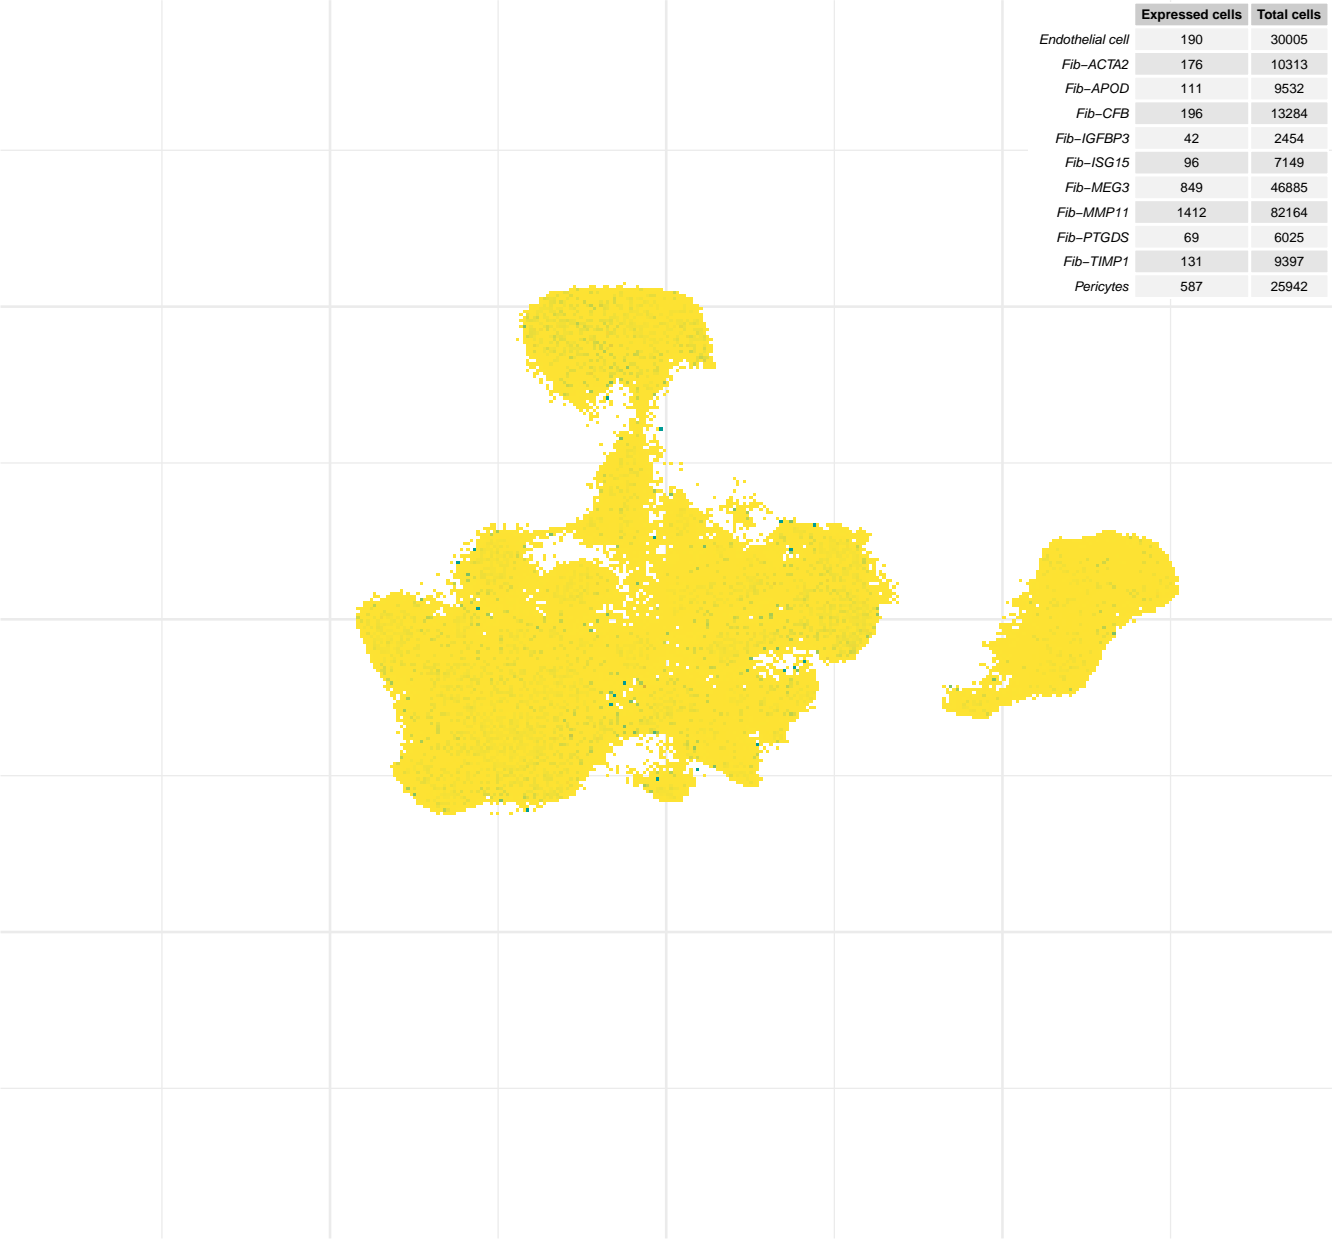 Expressed cells Total cells
Endothelial cell 190 30005
Fib−ACTA2 176 10313
Fib−APOD 111 9532
Fib−CFB 196 13284
Fib−IGFBP3 42 2454
Fib−ISG15 96 7149
Fib−MEG3 849 46885
Fib−MMP11 1412 82164
Fib−PTGDS 69 6025
Fib−TIMP1 131 9397
Pericytes 587 25942